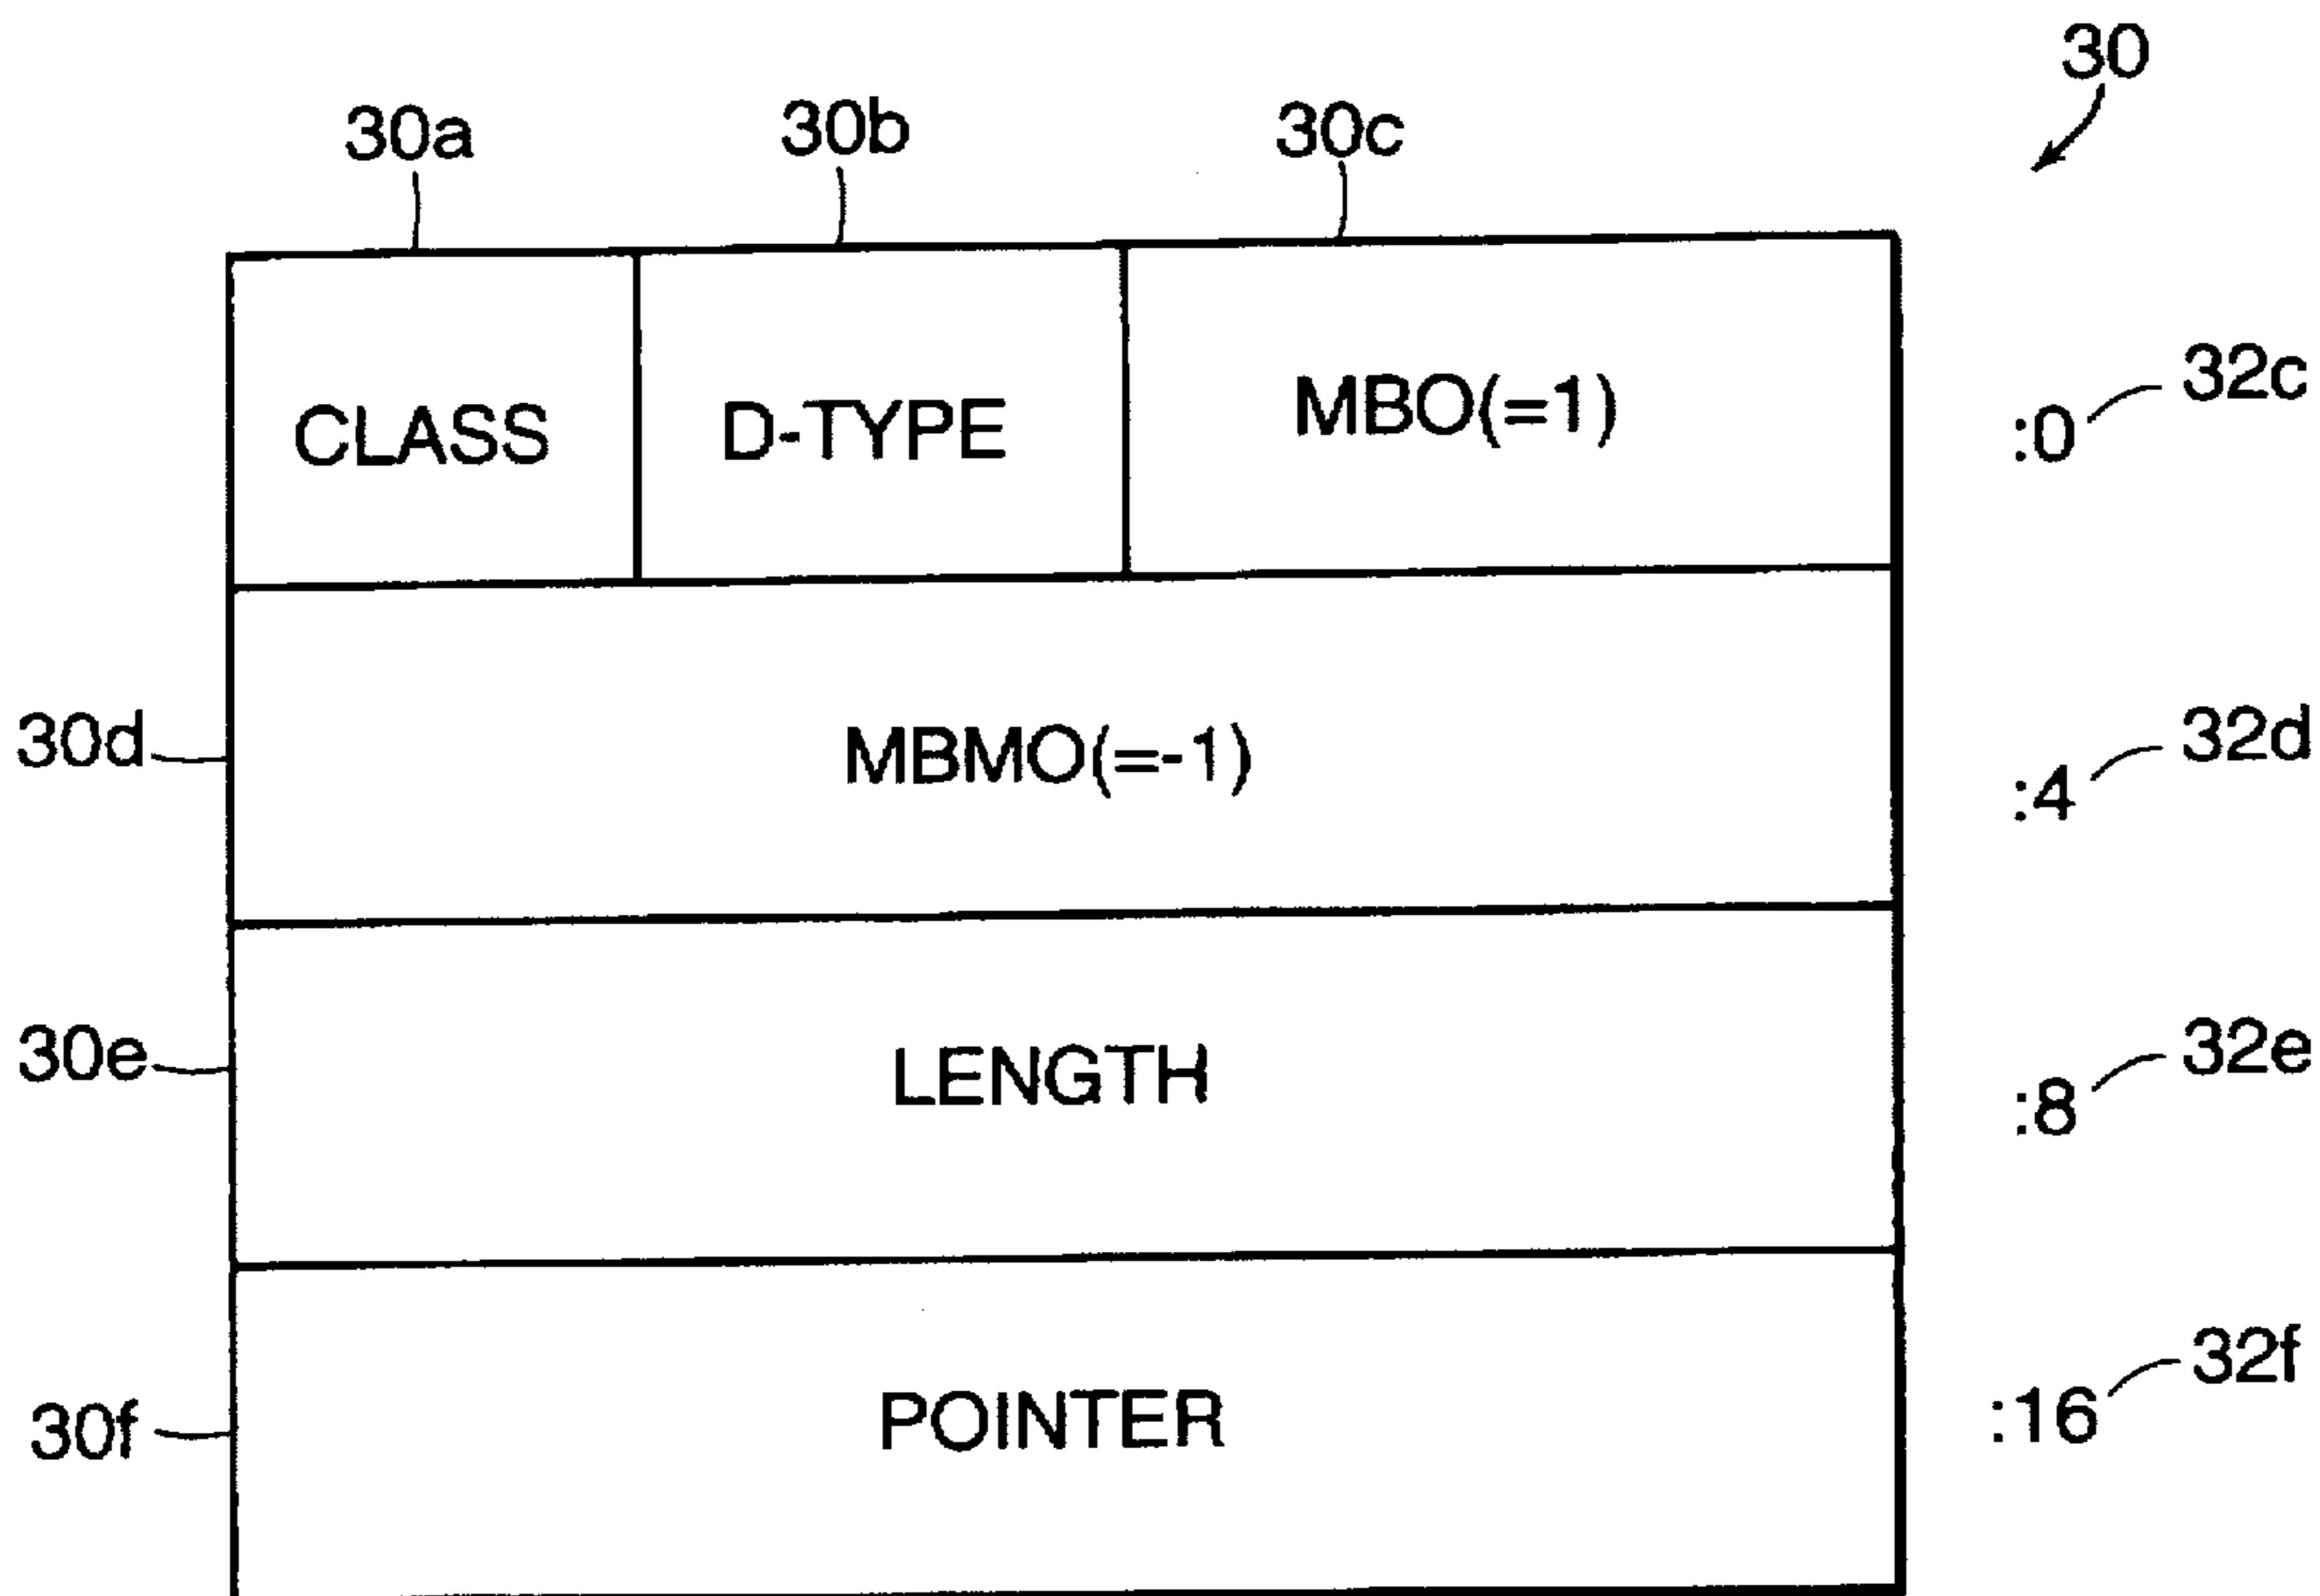 30
30a 30b 30c
CLASS D-TYPE MBO(=1) :0 32c
30d MBMO(=-1) :4 32d
30e LENGTH :8 32e
30f POINTER :16 32f